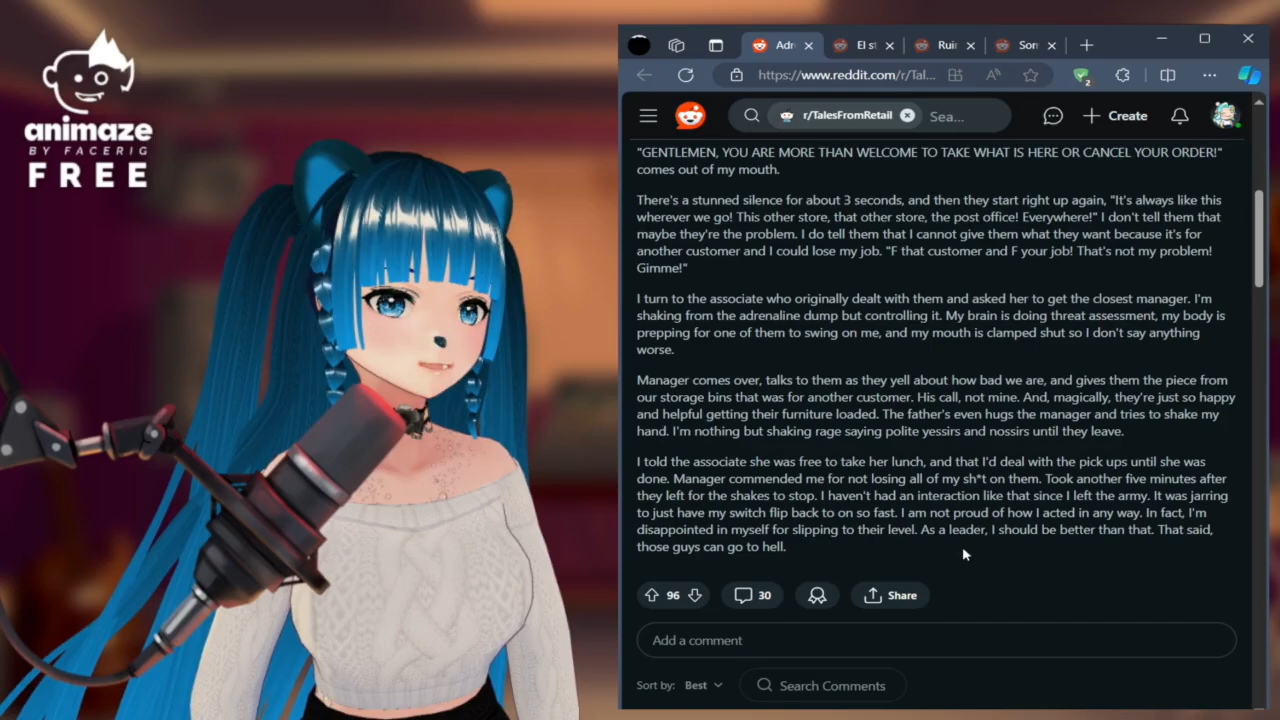 animaze
BY FACERIG
FREE
Adr
El st
Ruir
Sor
https://www.reddit.com/r/Tal...
2
r/TalesFromRetail
Sea...
Create
"GENTLEMEN, YOU ARE MORE THAN WELCOME TO TAKE WHAT IS HERE OR CANCEL YOUR ORDER!"
comes out of my mouth.
There's a stunned silence for about 3 seconds, and then they start right up again, "It's always like this
wherever we go! This other store, that other store, the post office! Everywhere!" I don't tell them that
maybe they're the problem. I do tell them that I cannot give them what they want because it's for
another customer and I could lose my job. "F that customer and F your job! That's not my problem!
Gimme!"
I turn to the associate who originally dealt with them and asked her to get the closest manager. I'm
shaking from the adrenaline dump but controlling it. My brain is doing threat assessment, my body is
prepping for one of them to swing on me, and my mouth is clamped shut so I don't say anything
worse.
Manager comes over, talks to them as they yell about how bad we are, and gives them the piece from
our storage bins that was for another customer. His call, not mine. And, magically, they're just so happy
and helpful getting their furniture loaded. The father's even hugs the manager and tries to shake my
hand. I'm nothing but shaking rage saying polite yessirs and nossirs until they leave.
I told the associate she was free to take her lunch, and that I'd deal with the pick ups until she was
done. Manager commended me for not losing all of my sh*t on them. Took another five minutes after
they left for the shakes to stop. I haven't had an interaction like that since I left the army. It was jarring
to just have my switch flip back to on so fast. I am not proud of how I acted in any way. In fact, I'm
disappointed in myself for slipping to their level. As a leader, I should be better than that. That said,
those guys can go to hell.
96
30
Share
Add a comment
Sort by: Best
Search Comments